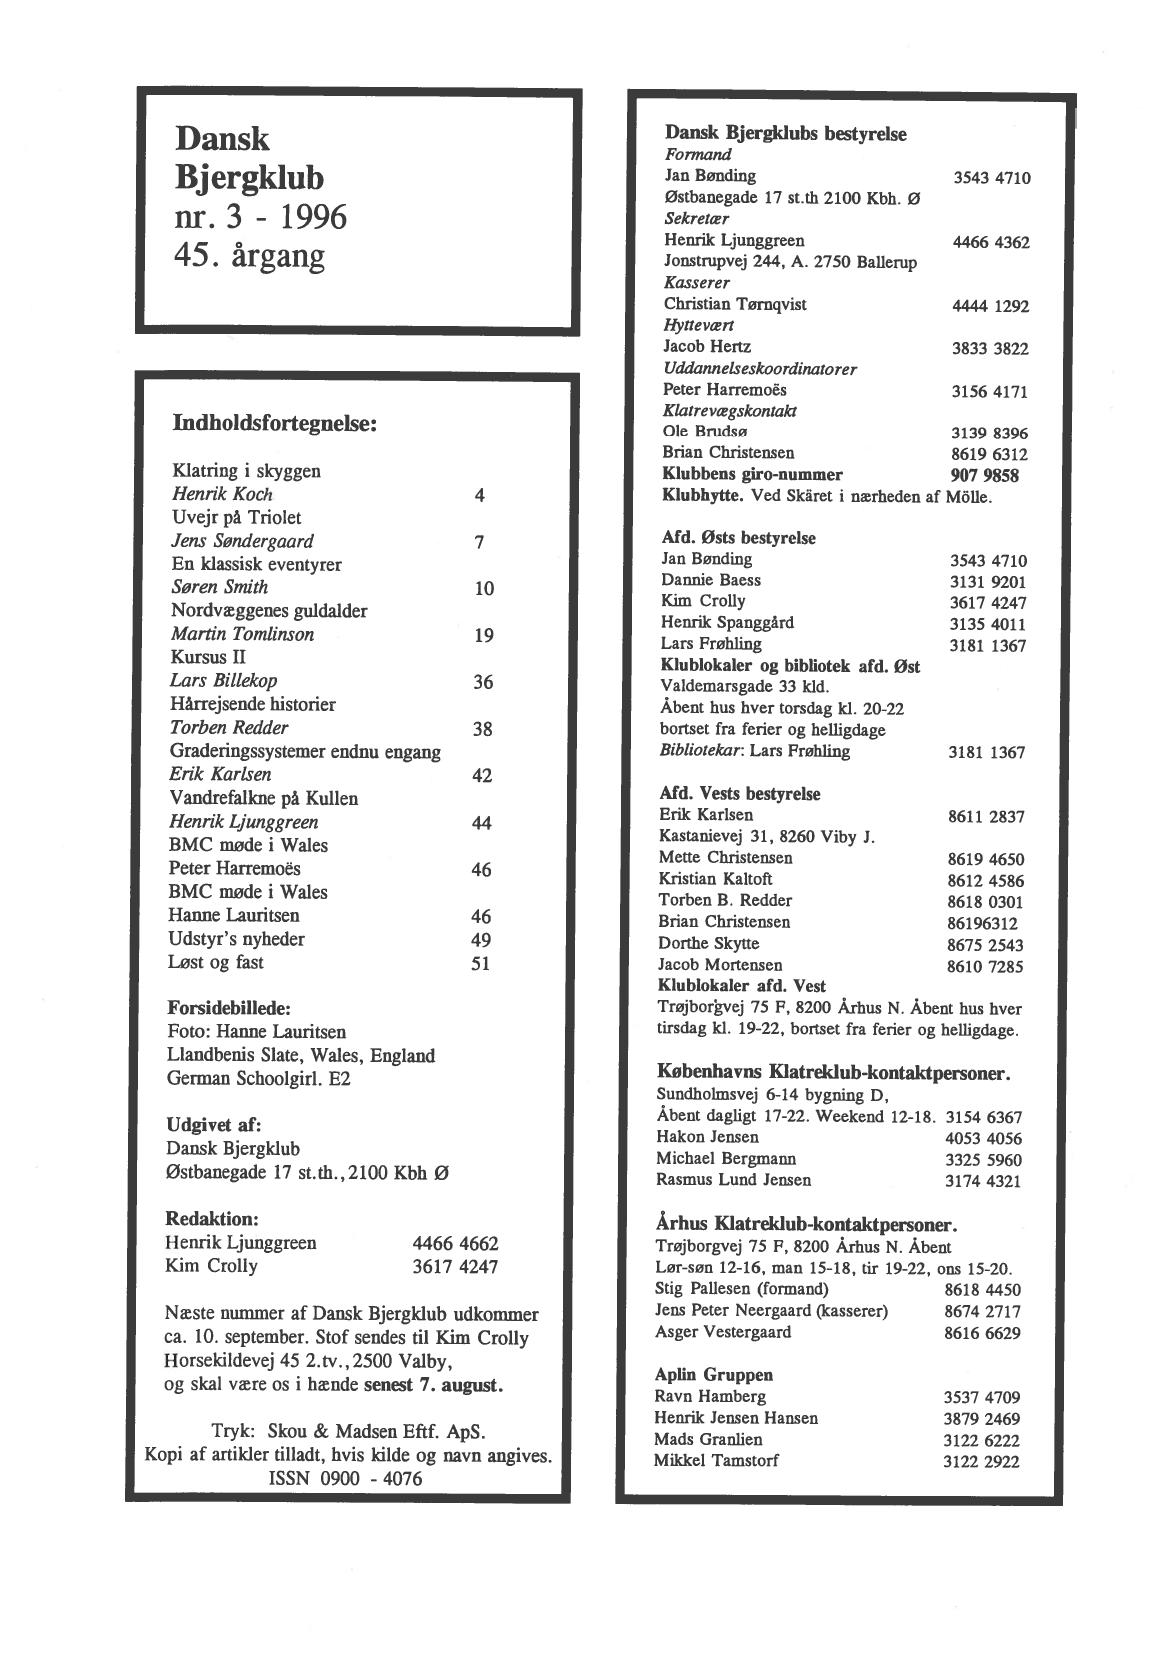 Dansk
Bjergklub
nr. 3 - 1996
45. årgang
Indholdsfortegnelse:
Klatring i skyggen
Henrik Koch 4
Uvejr på Triolet
Jens Søndergaard 7
En klassisk eventyrer
Søren Smith 10
Nordvæggenes guldalder
Martin Tomlinson 19
Kursus II
Lars Billekop 36
Hårrejsende historier
Torben Redder 38
Graderingssystemer endnu engang
Erik Karlsen 42
Vandrefalkne på Kullen
Henrik Ljunggreen 44
BMC møde i Wales
Peter Harremoës 46
BMC møde i Wales
Hanne Lauritsen 46
Udstyr's nyheder 49
Løst og fast 51
Forsidebillede:
Foto: Hanne Lauritsen
Llandbenis Slate, Wales, England
German Schoolgirl. E2
Udgivet af:
Dansk Bjergklub
Østbanegade 17 st.th., 2100 Kbh Ø
Redaktion:
Henrik Ljunggreen 4466 4662
Kim Crolly 3617 4247
Næste nummer af Dansk Bjergklub udkommer
ca. 10. september. Stof sendes til Kim Crolly
Horsekildevej 45 2.tv., 2500 Valby,
og skal være os i hænde senest 7. august.
Tryk: Skou & Madsen Eftf. ApS.
Kopi af artikler tilladt, hvis kilde og navn angives.
ISSN 0900 - 4076
Dansk Bjergklubs bestyrelse
Formand
Jan Bønding 3543 4710
Østbanegade 17 st.th 2100 Kbh. Ø
Sekretær
Henrik Ljunggreen 4466 4362
Jonstrupvej 244, A. 2750 Ballerup
Kasserer
Christian Tørnqvist 4444 1292
Hyttevært
Jacob Hertz 3833 3822
Uddannelseskoordinatorer
Peter Harremoës 3156 4171
Klatrevægskontakt
Ole Brudsø 3139 8396
Brian Christensen 8619 6312
Klubbens giro-nummer 907 9858
Klubhytte. Ved Skäret i nærheden af Mölle.
Afd. Østs bestyrelse
Jan Bønding 3543 4710
Dannie Baess 3131 9201
Kim Crolly 3617 4247
Henrik Spanggård 3135 4011
Lars Frøhling 3181 1367
Klublokaler og bibliotek afd. Øst
Valdemarsgade 33 kld.
Åbent hus hver torsdag kl. 20-22
bortset fra ferier og helligdage
Bibliotekar: Lars Frøhling 3181 1367
Afd. Vests bestyrelse
Erik Karlsen 8611 2837
Kastanievej 31, 8260 Viby J.
Mette Christensen 8619 4650
Kristian Kaltoft 8612 4586
Torben B. Redder 8618 0301
Brian Christensen 86196312
Dorthe Skytte 8675 2543
Jacob Mortensen 8610 7285
Klublokaler afd. Vest
Trøjborgvej 75 F, 8200 Århus N. Åbent hus hver
tirsdag kl. 19-22, bortset fra ferier og helligdage.
Københavns Klatreklub-kontaktpersoner.
Sundholmsvej 6-14 bygning D,
Åbent dagligt 17-22. Weekend 12-18. 3154 6367
Hakon Jensen 4053 4056
Michael Bergmann 3325 5960
Rasmus Lund Jensen 3174 4321
Århus Klatreklub-kontaktpersoner.
Trøjborgvej 75 F, 8200 Århus N. Åbent
Lør-søn 12-16, man 15-18, tir 19-22, ons 15-20.
Stig Pallesen (formand) 8618 4450
Jens Peter Neergaard (kasserer) 8674 2717
Asger Vestergaard 8616 6629
Aplin Gruppen
Ravn Hamberg 3537 4709
Henrik Jensen Hansen 3879 2469
Mads Granlien 3122 6222
Mikkel Tamstorf 3122 2922